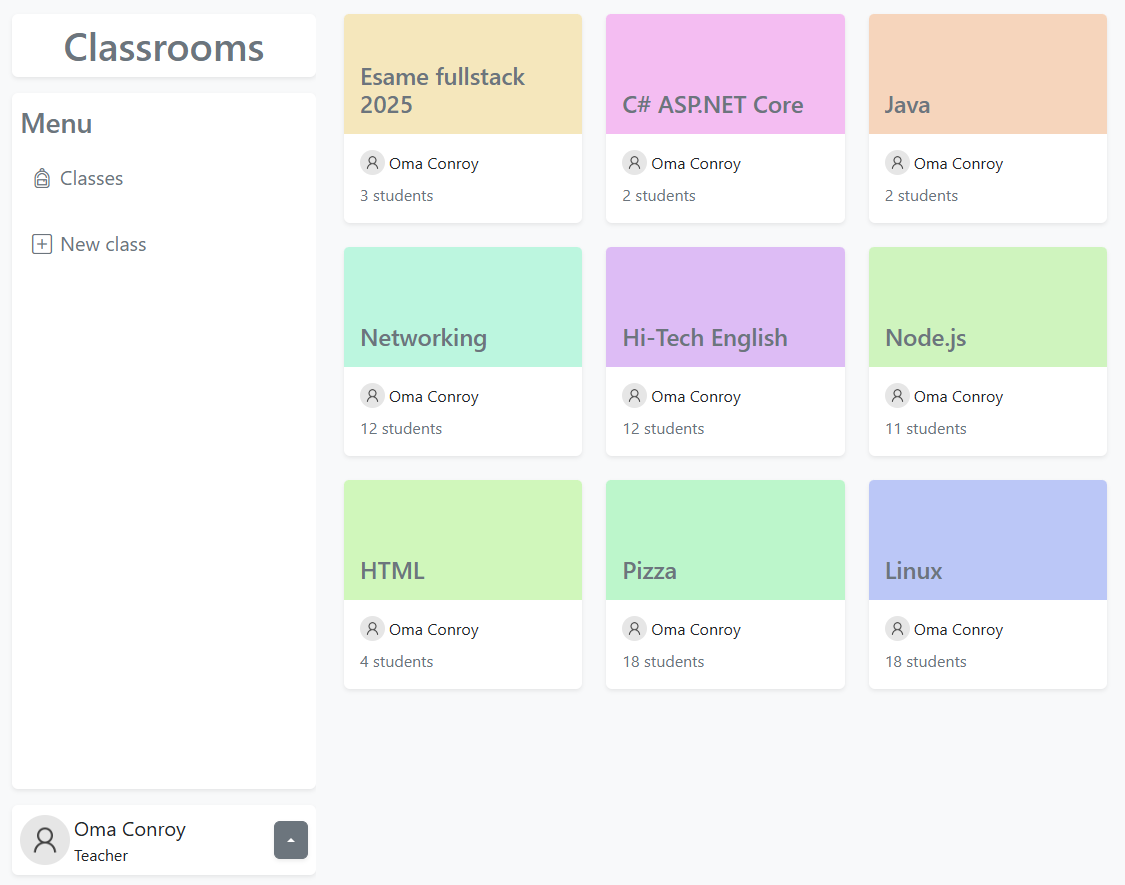 Classrooms
Menu
Classes
New class
Oma Conroy
Teacher
Esame fullstack
2025
Oma Conroy
3 students
C# ASP.NET Core
Oma Conroy
2 students
Java
Oma Conroy
2 students
Networking
Oma Conroy
12 students
Hi-Tech English
Oma Conroy
12 students
Node.js
Oma Conroy
11 students
HTML
Oma Conroy
4 students
Pizza
Oma Conroy
18 students
Linux
Oma Conroy
18 students